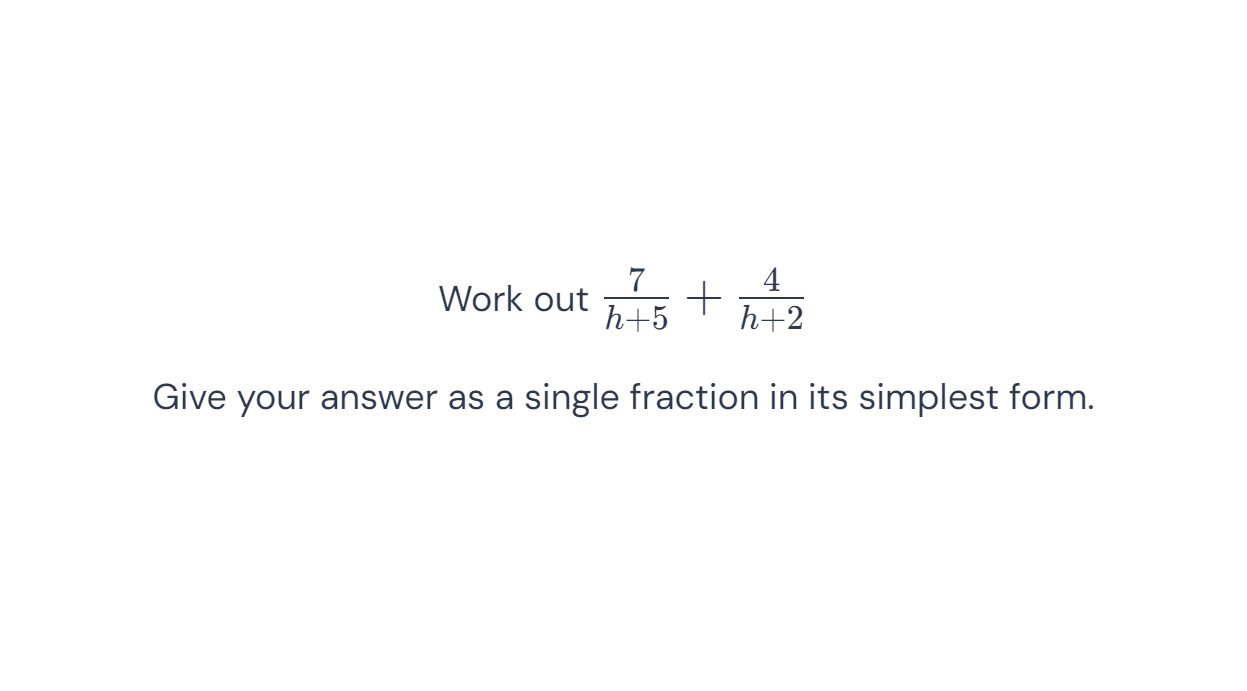 Work out \frac{7}{h+5} + \frac{4}{h+2}
Give your answer as a single fraction in its simplest form.